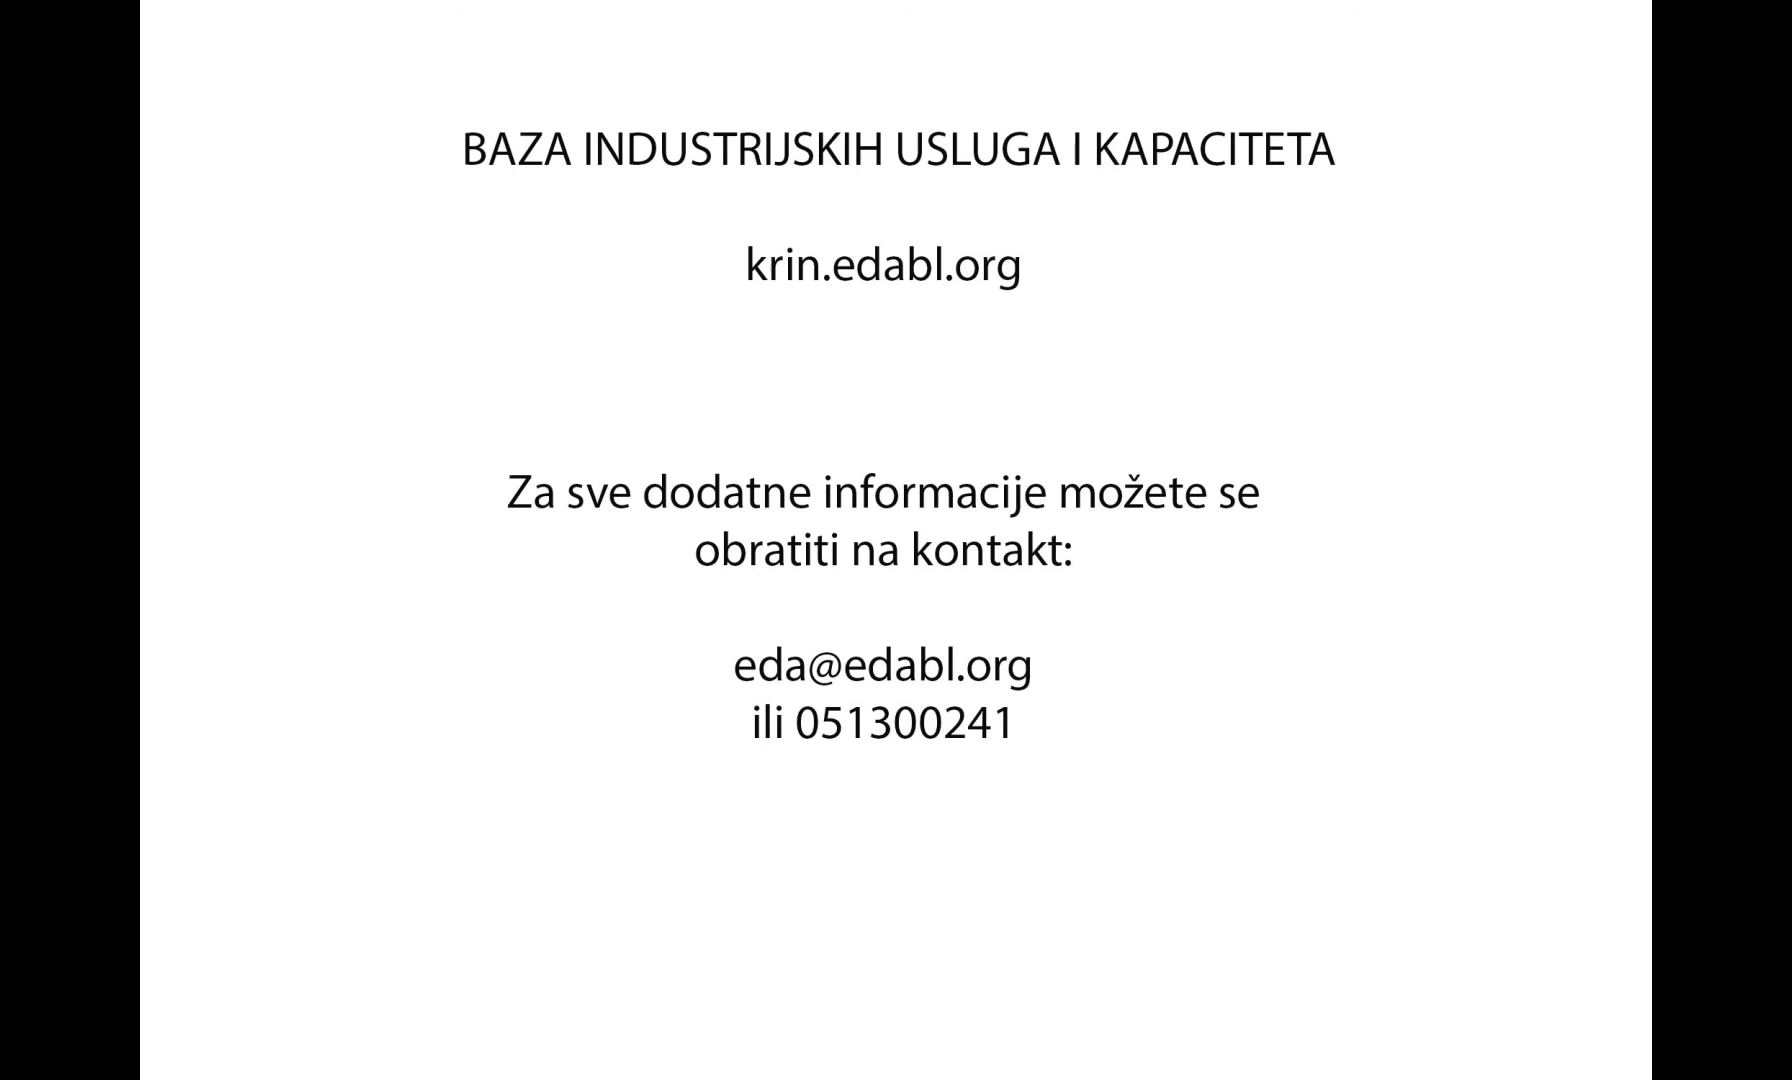 BAZA INDUSTRIJSKIH USLUGA I KAPACITETA
krin.edabl.org
Za sve dodatne informacije možete se
obratiti na kontakt:
eda@edabl.org
ili 051300241